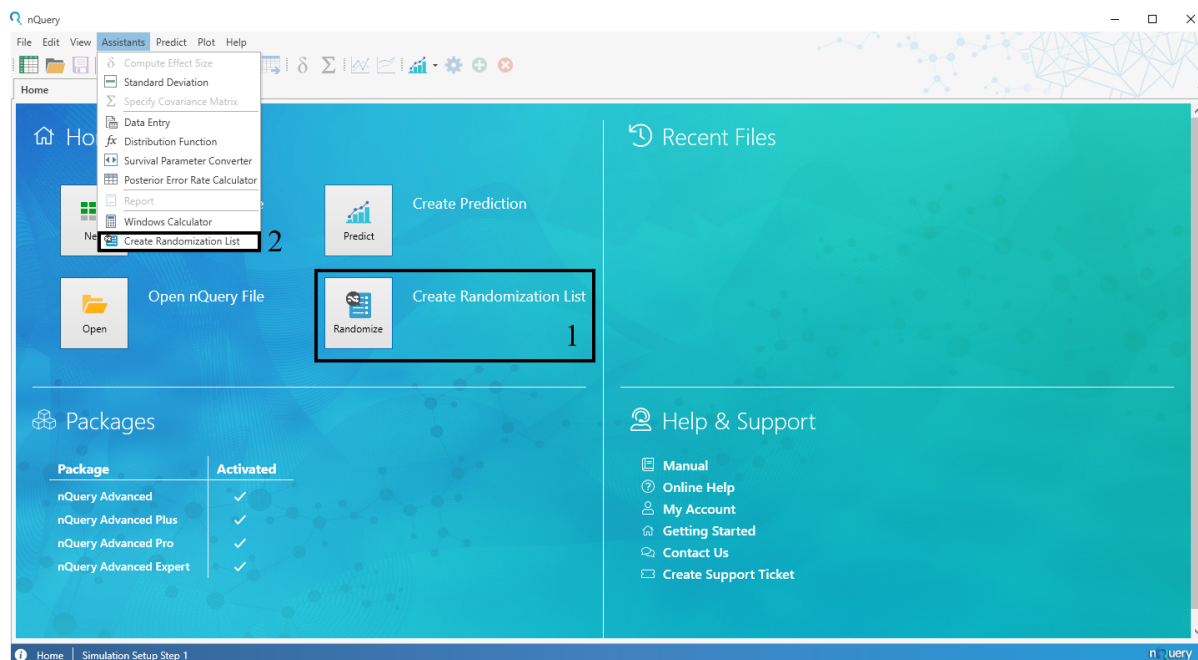 nQuery
File Edit View Assistants Predict Plot Help
Compute Effect Size
Standard Deviation
Specify Covariance Matrix
Data Entry
Distribution Function
Survival Parameter Converter
Posterior Error Rate Calculator
Report
Windows Calculator
Create Randomization List 2
Home
Create Prediction
Predict
Open nQuery File
Open
Create Randomization List
Randomize
1
Recent Files
Packages
Package Activated
nQuery Advanced
nQuery Advanced Plus
nQuery Advanced Pro
nQuery Advanced Expert
Help & Support
Manual
Online Help
My Account
Getting Started
Contact Us
Create Support Ticket
Home Simulation Setup Step 1
nQuery